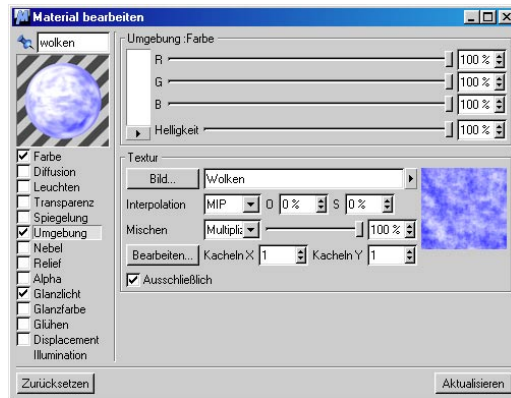 Material bearbeiten
wolken
Umgebung :Farbe
R 100 %
G 100 %
B 100 %
Helligkeit 100 %
Farbe
Diffusion
Leuchten
Transparenz
Spiegelung
Umgebung
Nebel
Relief
Alpha
Glanzlicht
Glanzfarbe
Glühen
Displacement
Illumination
Textur
Bild... Wolken
Interpolation MIP O 0 % S 0 %
Mischen Multipliz 100 %
Bearbeiten... Kacheln X 1 Kacheln Y 1
Ausschließlich
Zurücksetzen Aktualisieren